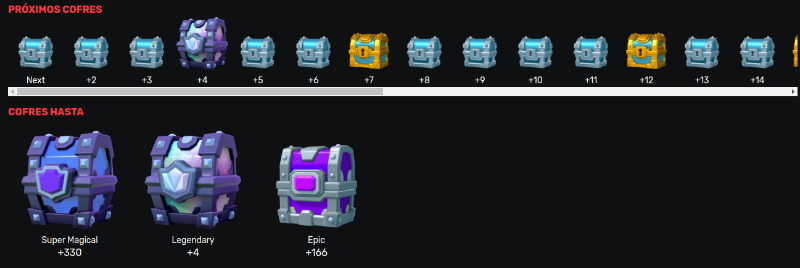 PRÓXIMOS COFRES
Next +2 +3 +4 +5 +6 +7 +8 +9 +10 +11 +12 +13 +14
COFRES HASTA
Super Magical Legendary Epic
+330 +4 +166